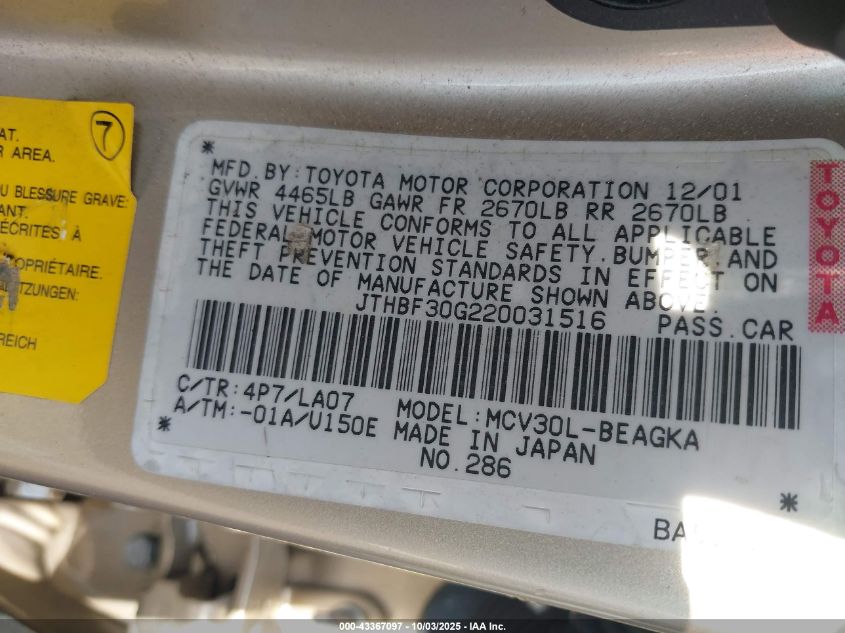 7
AT.
R AREA.
U BLESSURE GRAVE:
ANT.
ÉCRITES À
OPRIÉTAIRE.
TZUNGEN:
REICH
*
MFD.BY:TOYOTA MOTOR CORPORATION 12/01
GVWR 4465LB GAWR FR 2670LB RR 2670LB
THIS VEHICLE CONFORMS TO ALL APPLICABLE
FEDERAL MOTOR VEHICLE SAFETY.BUMPER,AND
THEFT PREVENTION STANDARDS IN EFFECT ON
THE DATE OF MANUFACTURE SHOWN ABOVE.
JTHBF30G220031516 PASS.CAR
C/TR:4P7/LA07 MODEL:MCV30L-BEAGKA
A/TM:-01A/U150E MADE IN JAPAN
* NO.286 *
TOYOTA
000-43367097 - 10/03/2025 - IAA, Inc.